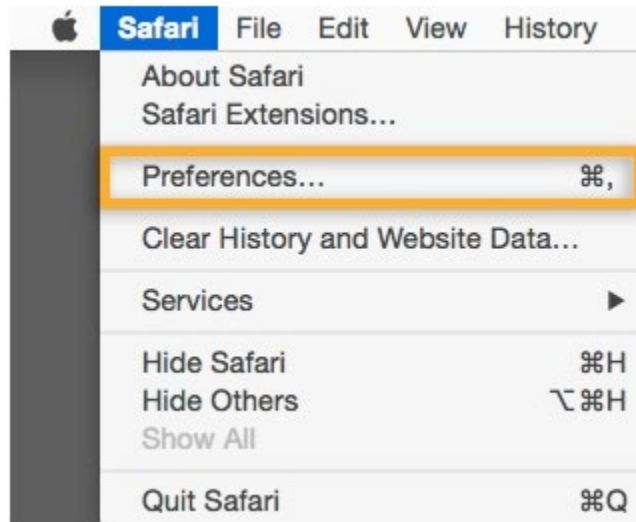 Safari File Edit View History
About Safari
Safari Extensions...
Preferences... ⌘,
Clear History and Website Data...
Services ▶
Hide Safari ⌘H
Hide Others ⌥⌘H
Show All
Quit Safari ⌘Q